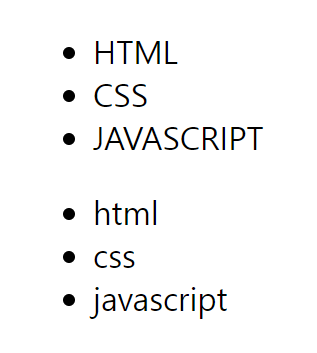 • HTML
• CSS
• JAVASCRIPT
• html
• css
• javascript